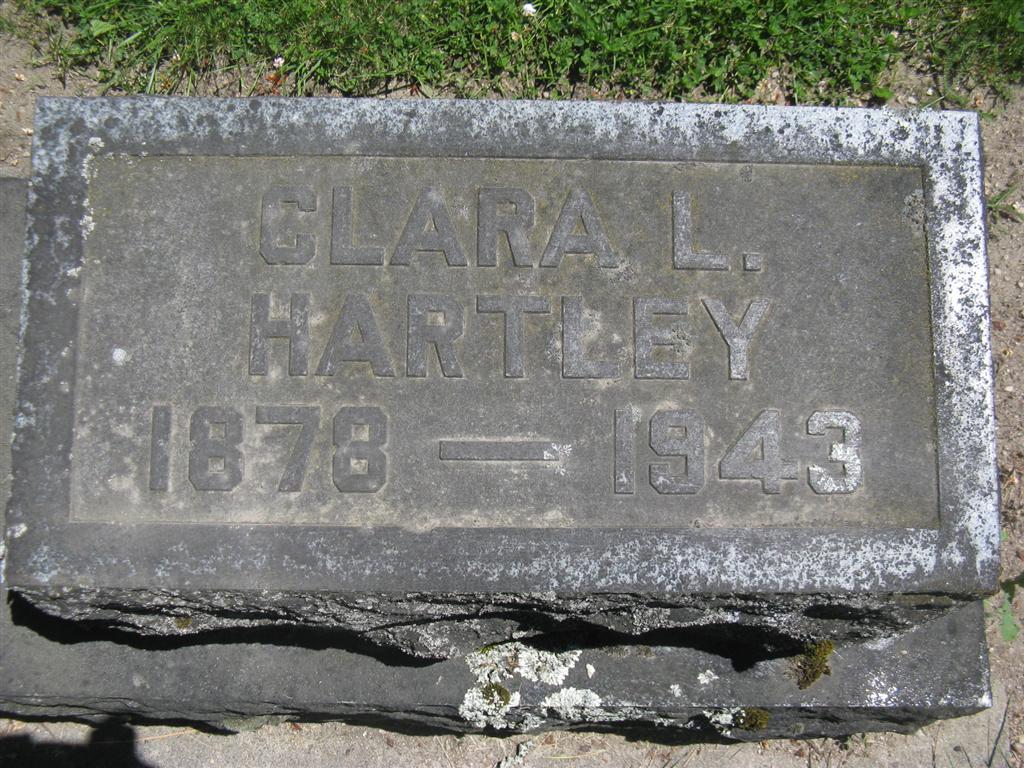 CLARA L.
HARTLEY
1878 — 1943